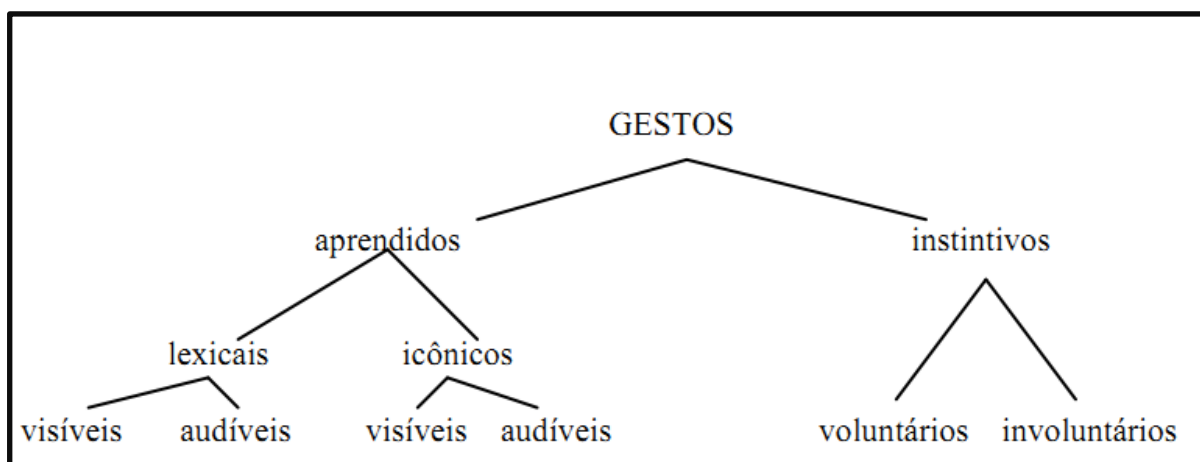 GESTOS
aprendidos instintivos
lexicais icônicos
visíveis audíveis visíveis audíveis voluntários involuntários